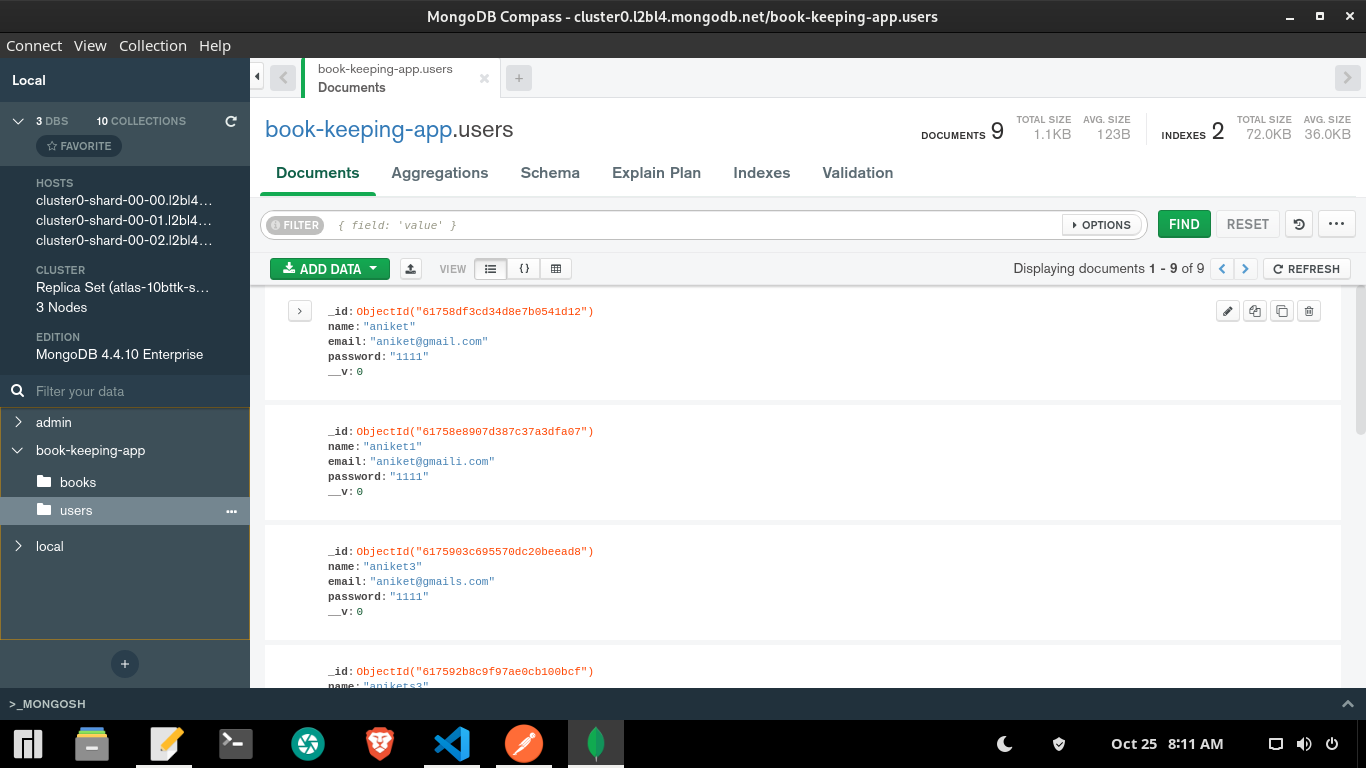 MongoDB Compass - cluster0.l2bl4.mongodb.net/book-keeping-app.users
Connect View Collection Help
Local
3 DBS 10 COLLECTIONS
FAVORITE
HOSTS
cluster0-shard-00-00.l2bl4...
cluster0-shard-00-01.l2bl4...
cluster0-shard-00-02.l2bl4...
CLUSTER
Replica Set (atlas-10bttk-s...
3 Nodes
EDITION
MongoDB 4.4.10 Enterprise
Filter your data
admin
book-keeping-app
books
users
local
>_MONGOSH
book-keeping-app.users
Documents
book-keeping-app.users
DOCUMENTS 9 TOTAL SIZE 1.1KB AVG. SIZE 123B INDEXES 2 TOTAL SIZE 72.0KB AVG. SIZE 36.0KB
Documents Aggregations Schema Explain Plan Indexes Validation
FILTER { field: 'value' } OPTIONS FIND RESET
ADD DATA VIEW {} Displaying documents 1 - 9 of 9 REFRESH
_id: ObjectId("61758df3cd34d8e7b0541d12")
name: "aniket"
email: "aniket@gmail.com"
password: "1111"
__v: 0
_id: ObjectId("61758e8907d387c37a3dfa07")
name: "aniket1"
email: "aniket@gmaili.com"
password: "1111"
__v: 0
_id: ObjectId("6175903c695570dc20beead8")
name: "aniket3"
email: "aniket@gmails.com"
password: "1111"
__v: 0
_id: ObjectId("617592b8c9f97ae0cb100bcf")
name: "anikets3"
Oct 25 8:11 AM